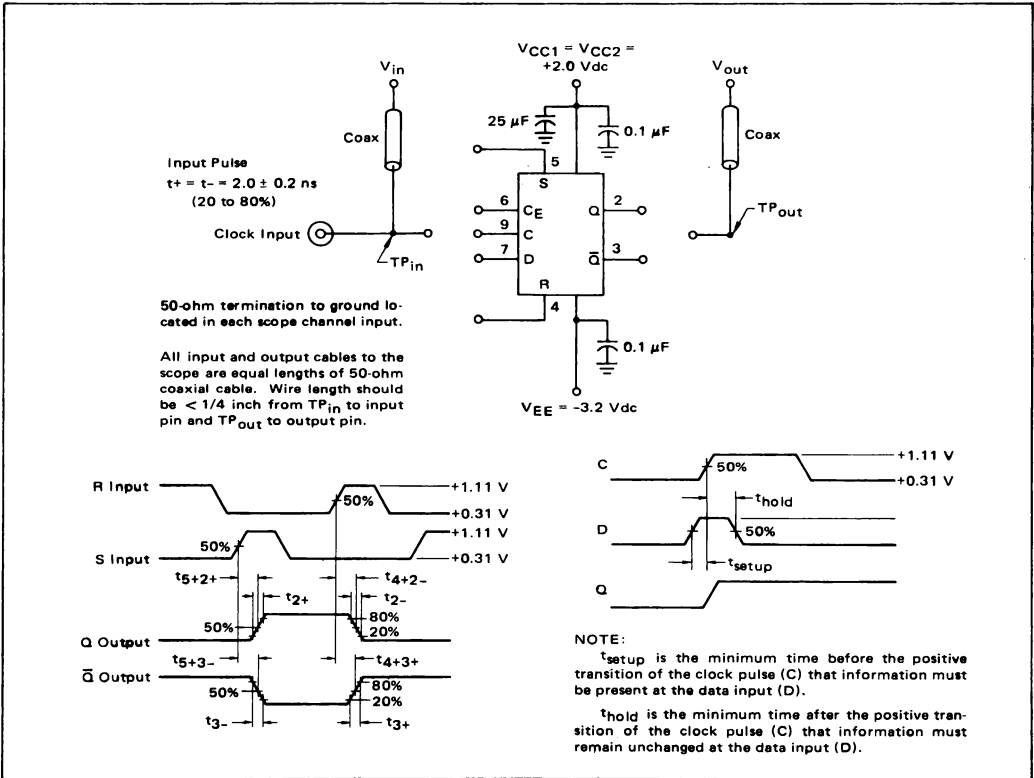 VCC1 = VCC2 =
+2.0 Vdc
Vin
Vout
25 µF
0.1 µF
Coax
Coax
5
Input Pulse
t+ = t- = 2.0 ± 0.2 ns
(20 to 80%)
S
6
CE
Q
2
Clock Input
9
C
TPout
7
D
Q̅
3
TPin
R
4
50-ohm termination to ground lo-
cated in each scope channel input.
0.1 µF
All input and output cables to the
scope are equal lengths of 50-ohm
coaxial cable. Wire length should
be < 1/4 inch from TPin to input
pin and TPout to output pin.
VEE = -3.2 Vdc
R Input
50%
+1.11 V
+0.31 V
S Input
50%
+1.11 V
+0.31 V
t5+2+
t4+2-
t2+
t2-
Q Output
50%
80%
20%
t5+3-
t4+3+
Q̅ Output
50%
80%
20%
t3-
t3+
C
50%
+1.11 V
+0.31 V
thold
D
50%
tsetup
Q
NOTE:
tsetup is the minimum time before the positive
transition of the clock pulse (C) that information must
be present at the data input (D).
thold is the minimum time after the positive tran-
sition of the clock pulse (C) that information must
remain unchanged at the data input (D).